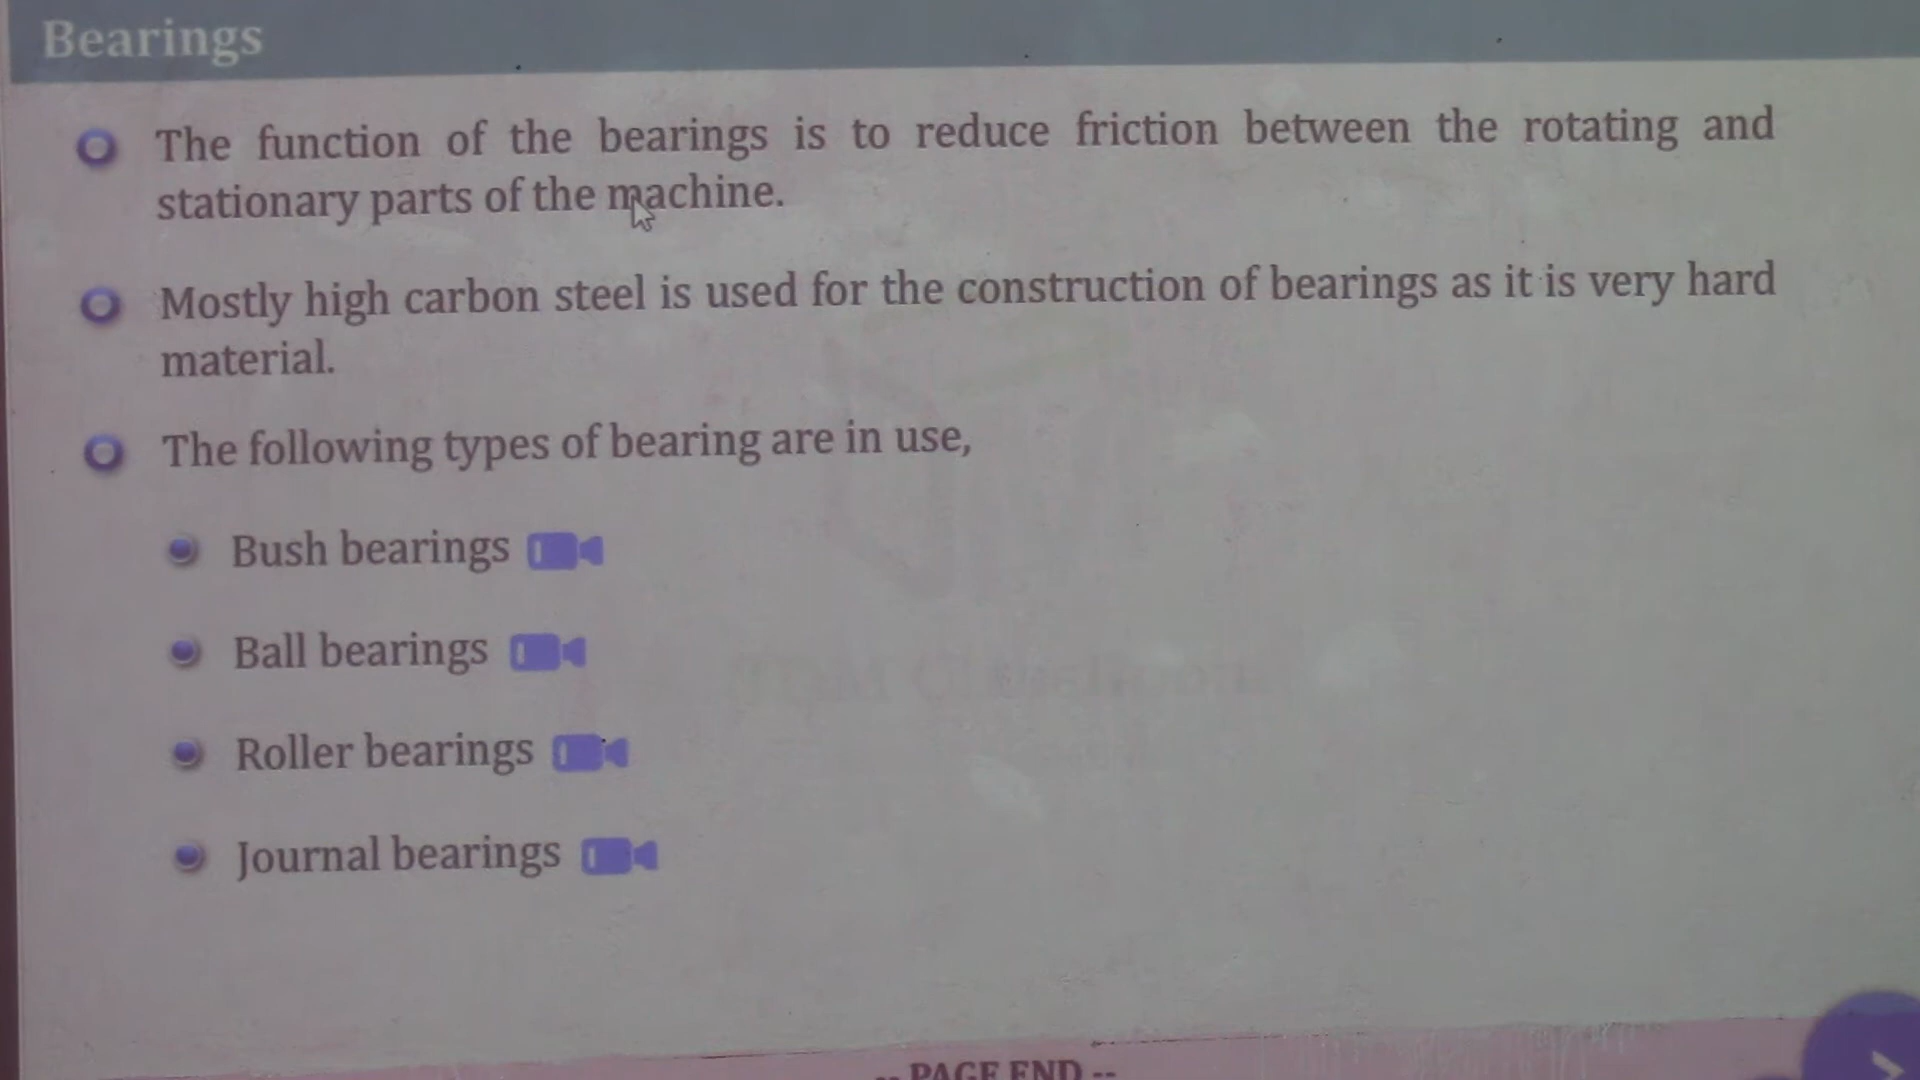 Bearings
The function of the bearings is to reduce friction between the rotating and
stationary parts of the machine.
Mostly high carbon steel is used for the construction of bearings as it is very hard
material.
The following types of bearing are in use,
Bush bearings
Ball bearings
Roller bearings
Journal bearings
-- PAGE END --